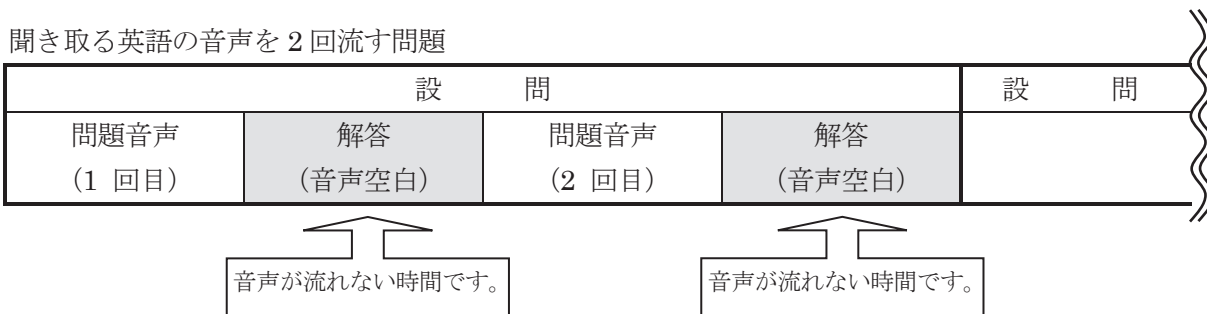 聞き取る英語の音声を 2 回流す問題
設 問
設 問
問題音声
(1 回目)
解答
(音声空白)
問題音声
(2 回目)
解答
(音声空白)
音声が流れない時間です。
音声が流れない時間です。